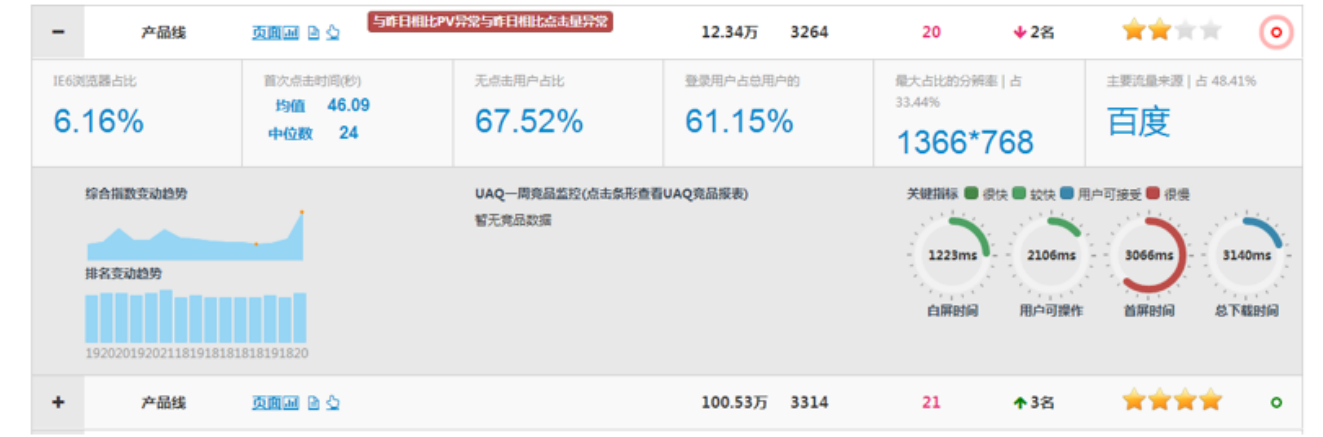 − 产品线 页面 与昨日相比PV异常与昨日相比点击量异常 12.34万 3264 20 2名
IE6浏览器占比 首次点击时间(秒) 无点击用户占比 登录用户占总用户的 最大占比的分辨率 | 占 33.44% 主要流量来源 | 占 48.41%
6.16% 均值 46.09 67.52% 61.15% 1366*768 百度
中位数 24
综合指数变动趋势 UAQ一周竞品监控(点击条形查看UAQ竞品报表) 关键指标 很快 较快 用户可接受 很慢
暂无竞品数据
1223ms 2106ms 3066ms 3140ms
排名变动趋势
白屏时间 用户可操作 首屏时间 总下载时间
192020192021181918181818191820
+ 产品线 页面 100.53万 3314 21 3名